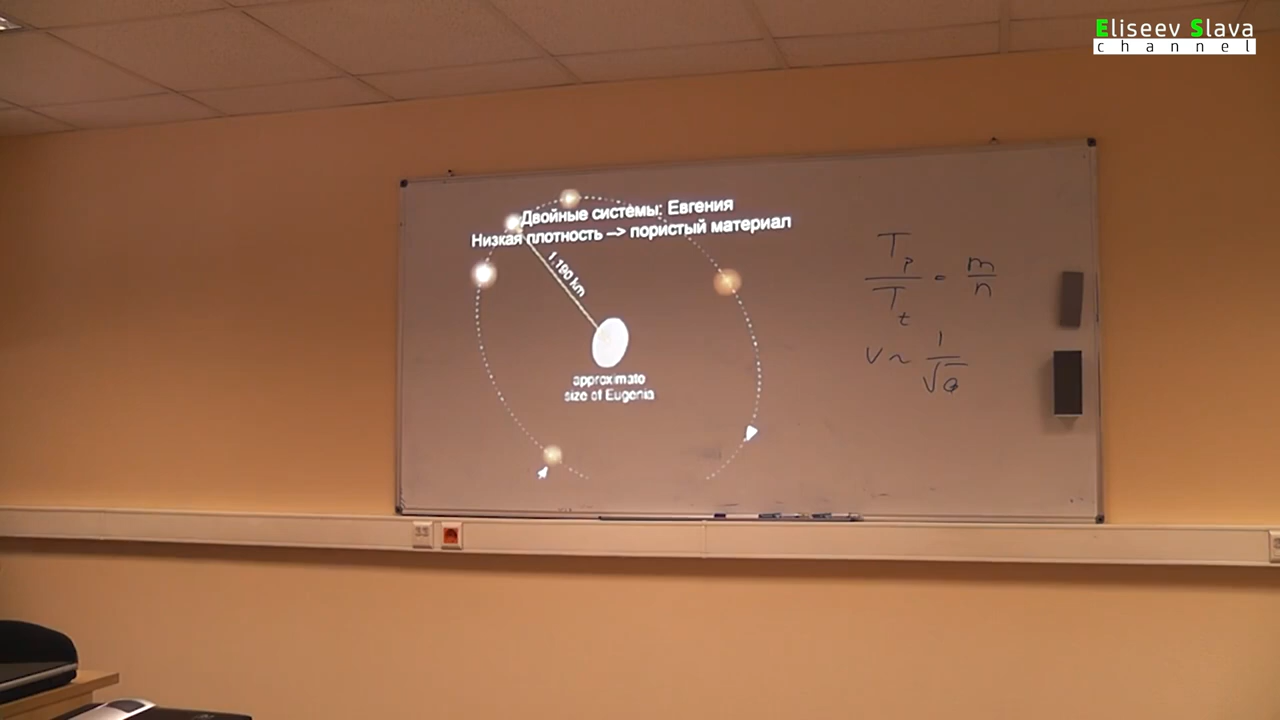 Eliseev Slava
channel
Двойные системы: Евгения
Низкая плотность –> пористый материал
1.190 km
approximate
size of Eugenia
T_p / T_t = m / n
v ~ 1 / √a